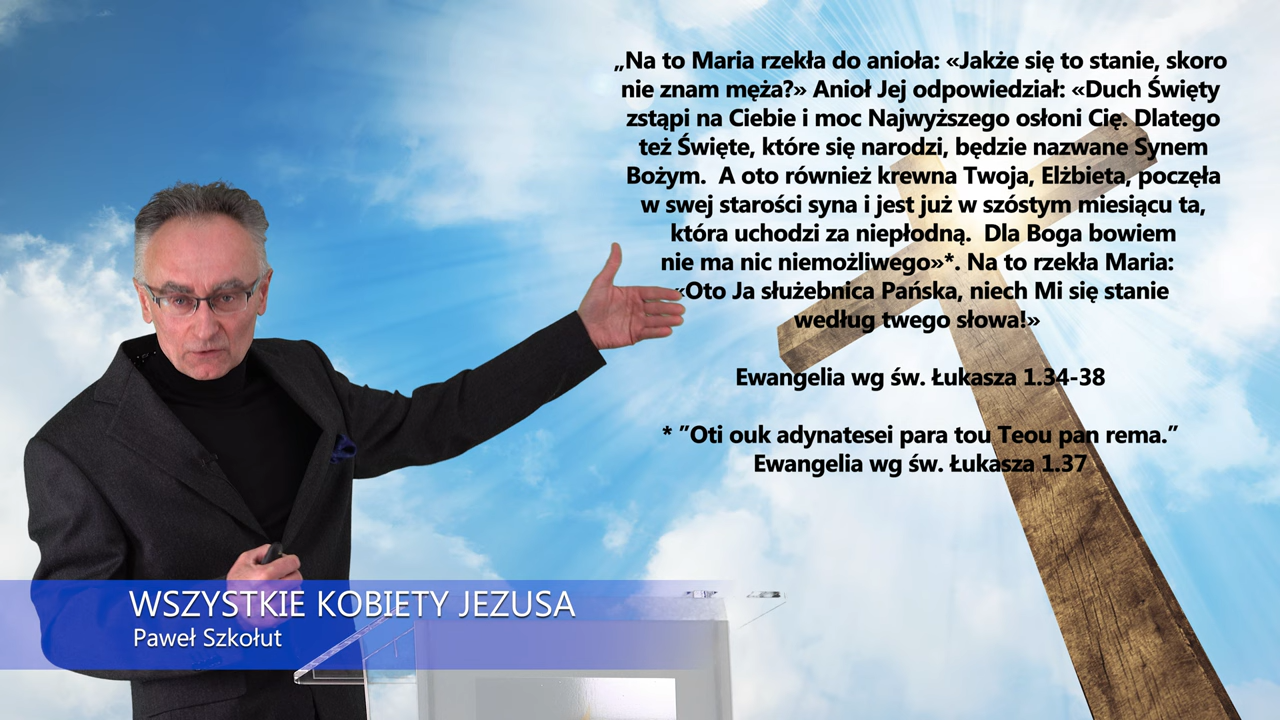 „Na to Maria rzekła do anioła: «Jakże się to stanie, skoro
nie znam męża?» Anioł Jej odpowiedział: «Duch Święty
zstąpi na Ciebie i moc Najwyższego osłoni Cię. Dlatego
też Święte, które się narodzi, będzie nazwane Synem
Bożym.  A oto również krewna Twoja, Elżbieta, poczęła
w swej starości syna i jest już w szóstym miesiącu ta,
która uchodzi za niepłodną.  Dla Boga bowiem
nie ma nic niemożliwego»*. Na to rzekła Maria:
«Oto Ja służebnica Pańska, niech Mi się stanie
według twego słowa!»
Ewangelia wg św. Łukasza 1.34-38
* ”Oti ouk adynatesei para tou Teou pan rema.”
Ewangelia wg św. Łukasza 1.37
WSZYSTKIE KOBIETY JEZUSA
Paweł Szkołut